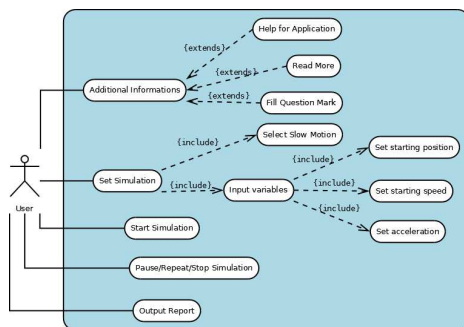 Help for Application
{extends}
Read More
{extends}
Additional Informations
{extends}
Fill Question Mark
Select Slow Motion
{include}
Set starting position
{include}
Set Simulation
{include}
Input variables
{include}
Set starting speed
{include}
User
Start Simulation
Set acceleration
Pause/Repeat/Stop Simulation
Output Report